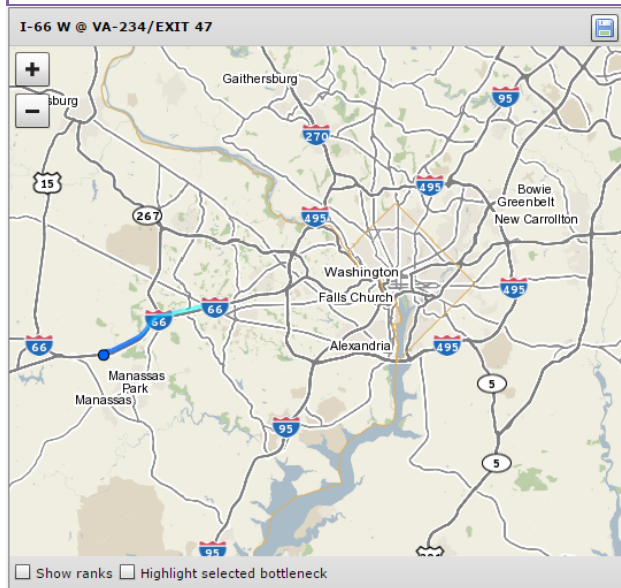 I-66 W @ VA-234/EXIT 47
+
−
Gaithersburg
sburg
95
270
15
495
Bowie
Greenbelt
New Carrollton
267
495
Washington
Falls Church
495
66
66
66
Alexandria
495
Manassas
Park
Manassas
5
95
5
95
301
Show ranks
Highlight selected bottleneck